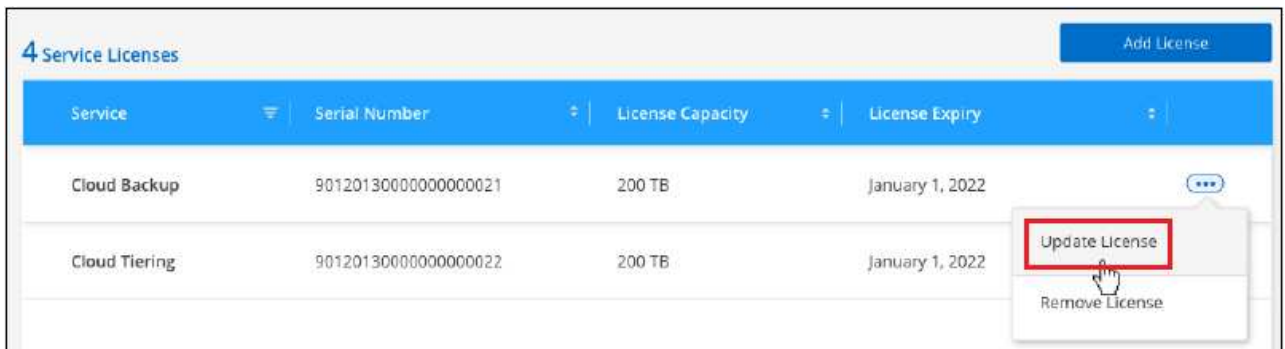 4 Service Licenses
Add License
Service Serial Number License Capacity License Expiry
Cloud Backup 90120130000000000021 200 TB January 1, 2022
Update License
Cloud Tiering 90120130000000000022 200 TB January 1, 2022
Remove License